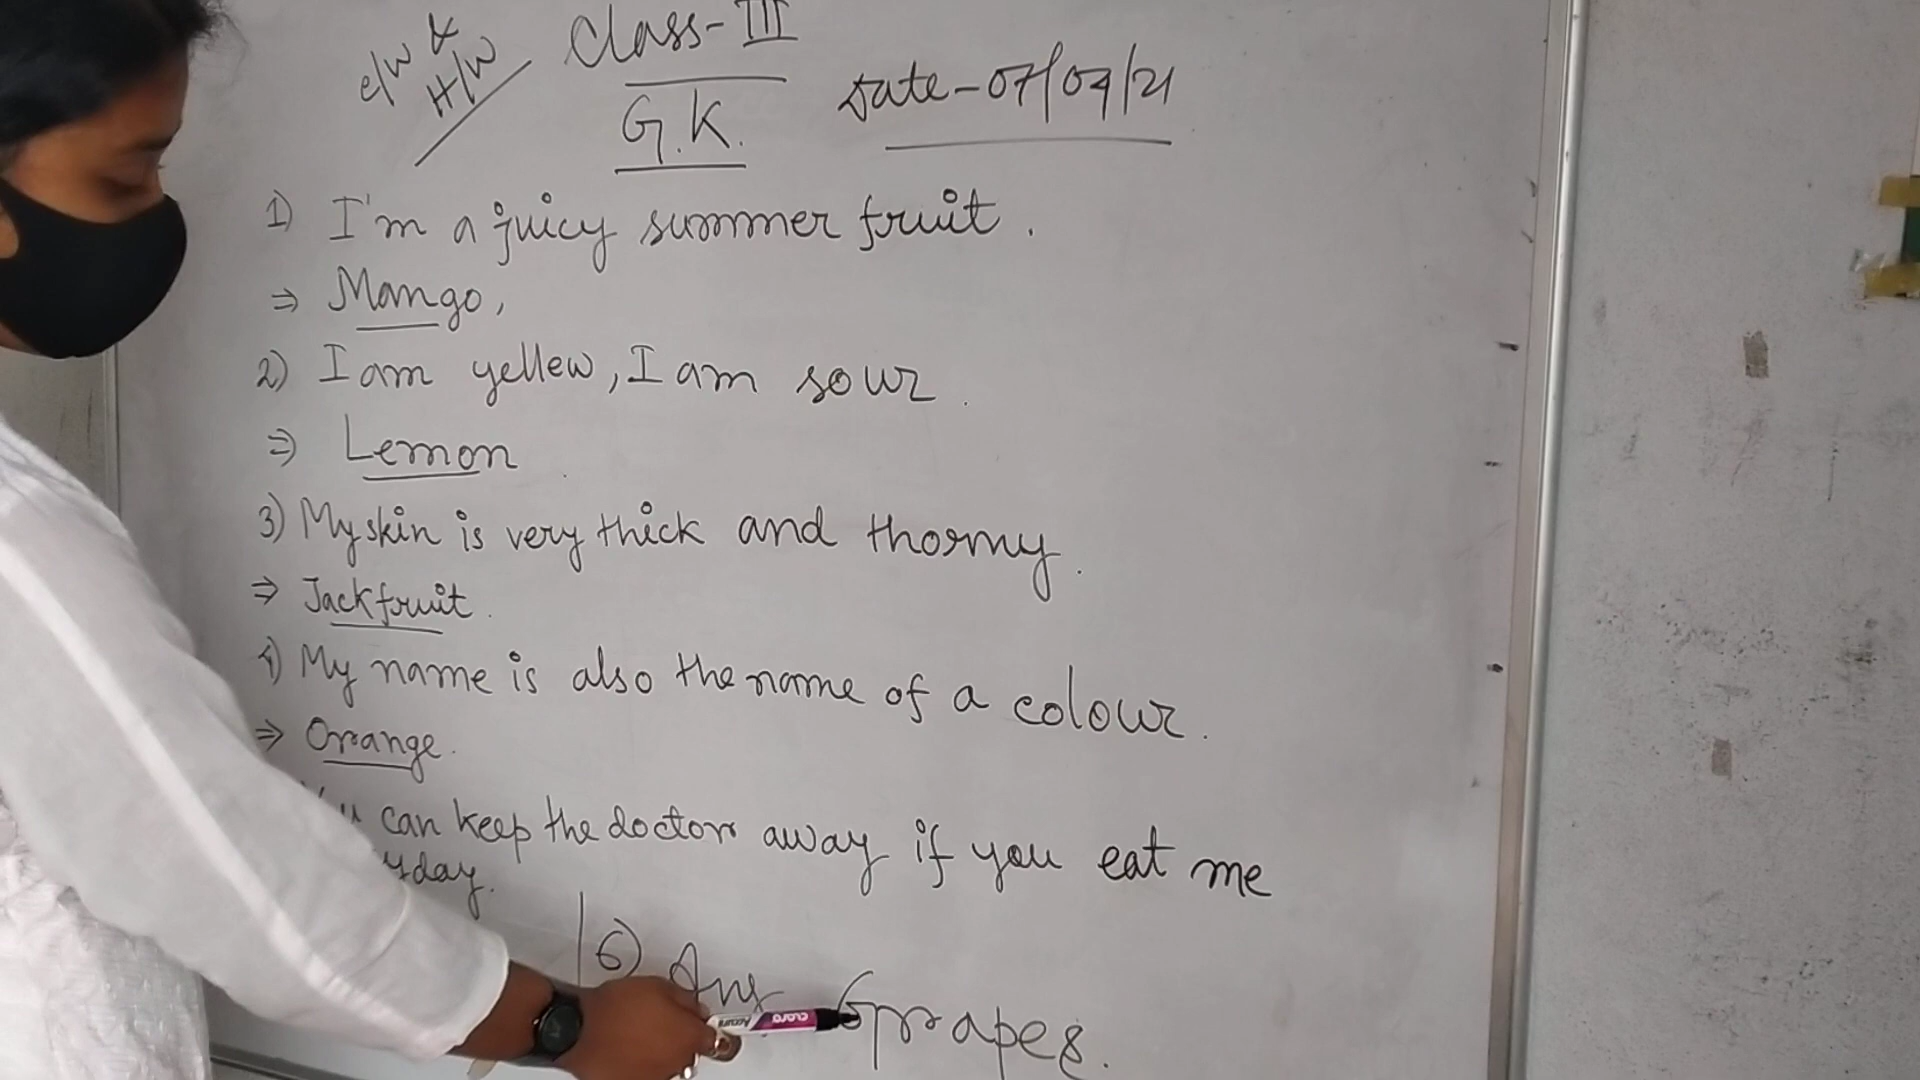 C/W & H/W
Class-III
G.K.
Date-07/04/21
1) I'm a juicy summer fruit.
⇒ Mango,
2) I am yellew, I am sour.
⇒ Lemon
3) My skin is very thick and thorny.
⇒ Jackfruit.
4) My name is also the name of a colour.
⇒ Orange.
can keep the doctor away if you eat me
yday.
6) Ans Grapes.